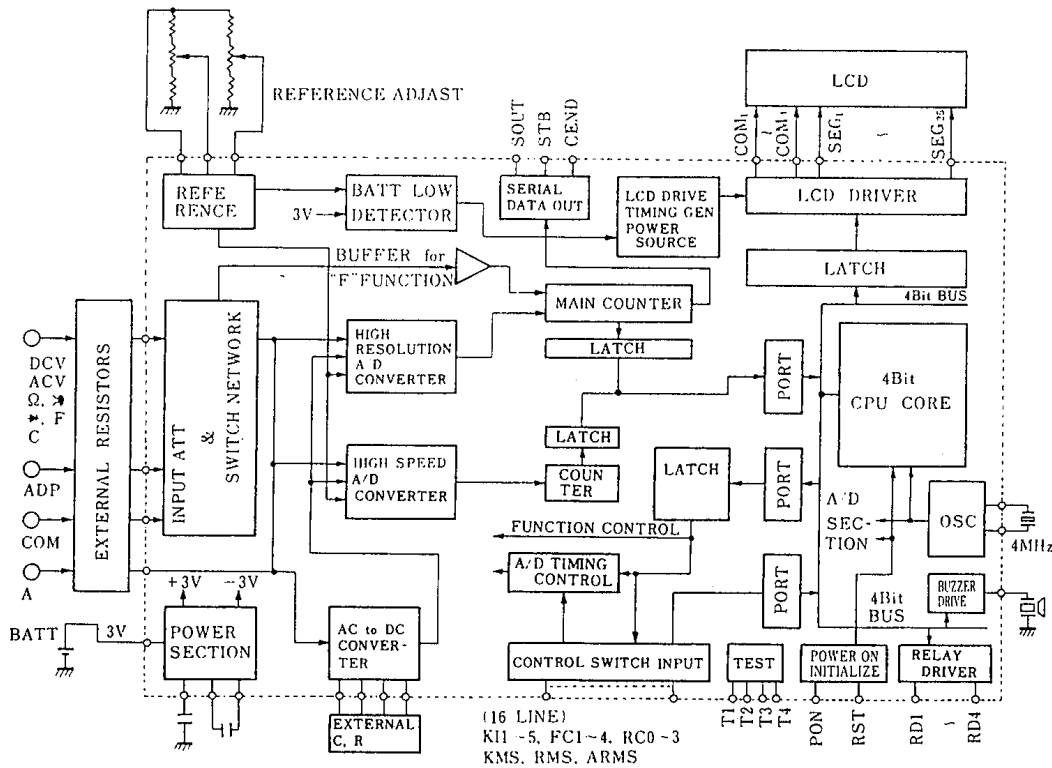 REFERENCE ADJAST
LCD
SOUT
STB
CEND
COM1
~
COM4
SEG1
~
SEG25
REFE
RENCE
BATT LOW
DETECTOR
3V
SERIAL
DATA OUT
LCD DRIVE
TIMING GEN
POWER
SOURCE
LCD DRIVER
BUFFER for
"F" FUNCTION
MAIN COUNTER
LATCH
4Bit BUS
DCV
ACV
Ω,
, F
C
ADP
COM
A
EXTERNAL RESISTORS
INPUT ATT
&
SWITCH NETWORK
HIGH
RESOLUTION
A/D
CONVERTER
LATCH
PORT
4Bit
CPU CORE
LATCH
HIGH SPEED
A/D
CONVERTER
COUN
TER
LATCH
PORT
A/D
SEC-
TION
OSC
4MHz
FUNCTION CONTROL
A/D TIMING
CONTROL
PORT
4Bit
BUS
BUZZER
DRIVE
+3V
-3V
BATT
3V
POWER
SECTION
AC to DC
CONVER-
TER
CONTROL SWITCH INPUT
TEST
POWER ON
INITIALIZE
RELAY
DRIVER
EXTERNAL
C, R
(16 LINE)
KI1~5, FC1~4, RC0~3
KMS, RMS, ARMS
T1
T2
T3
T4
PON
RST
RD1
~
RD4